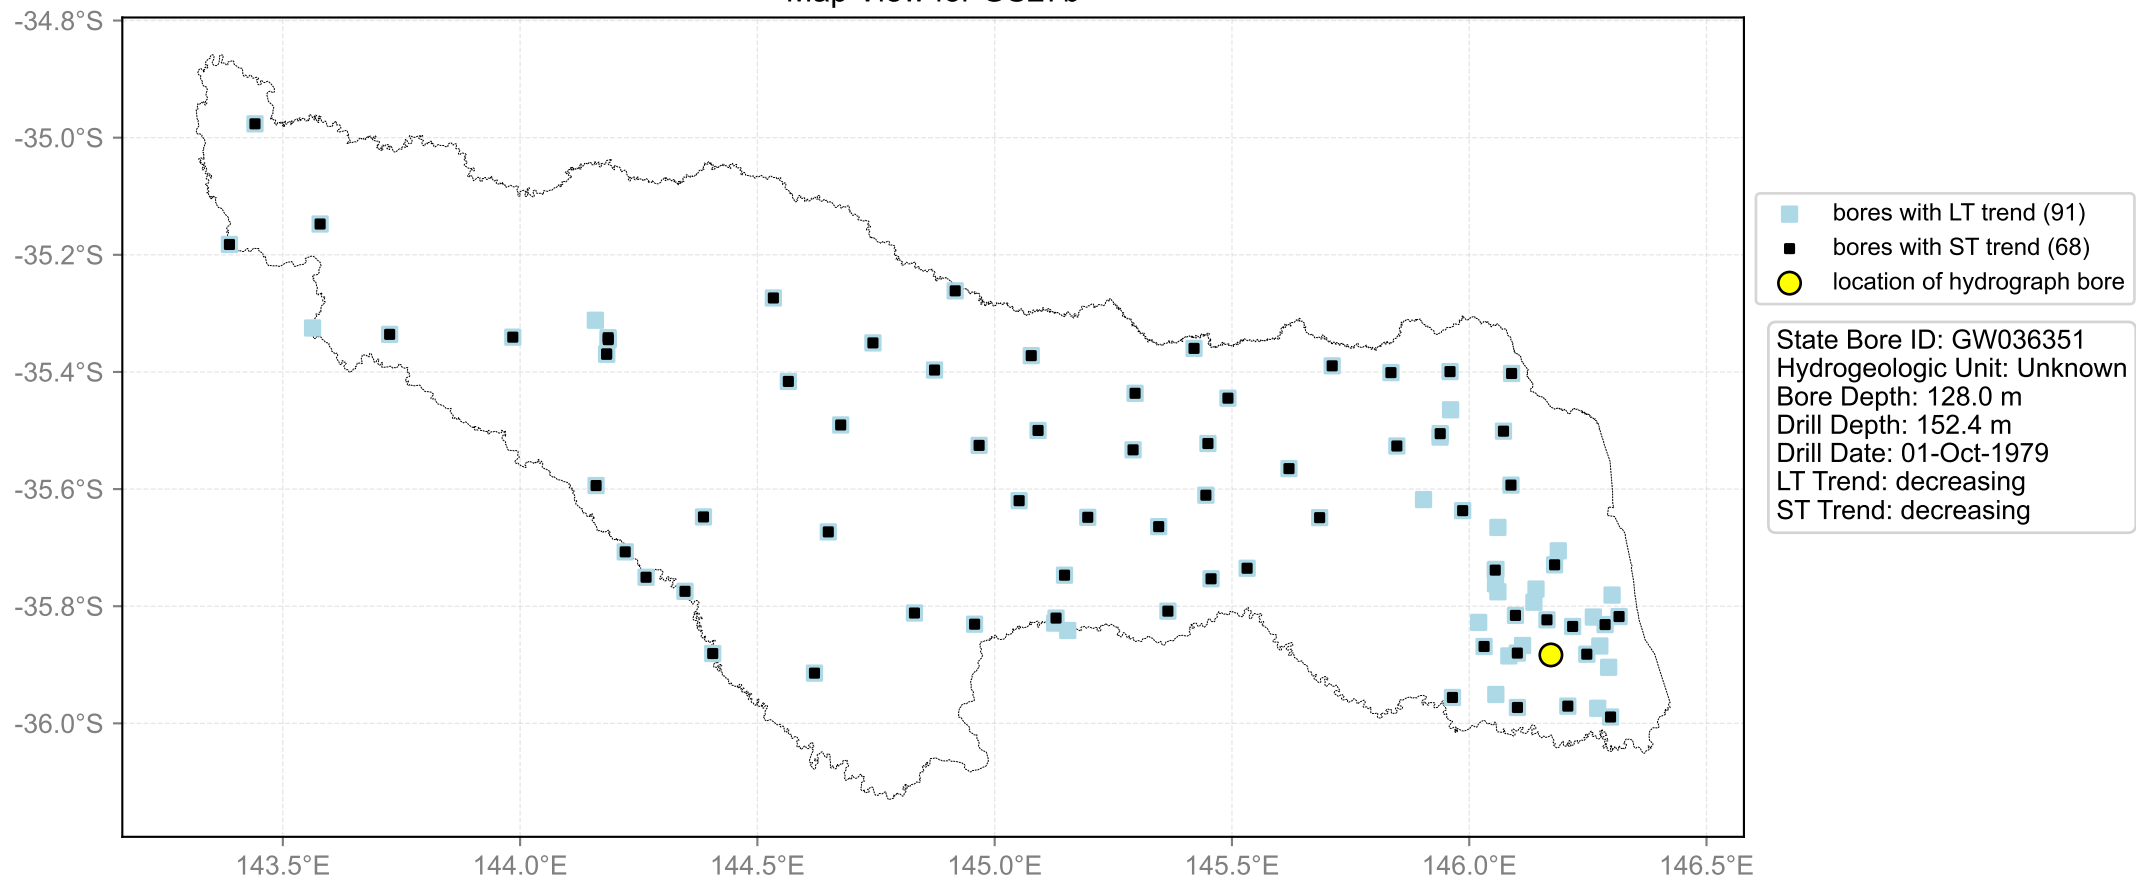 -34.8°S
-35.0°S
-35.2°S
-35.4°S
-35.6°S
-35.8°S
-36.0°S
143.5°E
144.0°E
144.5°E
145.0°E
145.5°E
146.0°E
146.5°E
bores with LT trend (91)
bores with ST trend (68)
location of hydrograph bore
State Bore ID: GW036351
Hydrogeologic Unit: Unknown
Bore Depth: 128.0 m
Drill Depth: 152.4 m
Drill Date: 01-Oct-1979
LT Trend: decreasing
ST Trend: decreasing